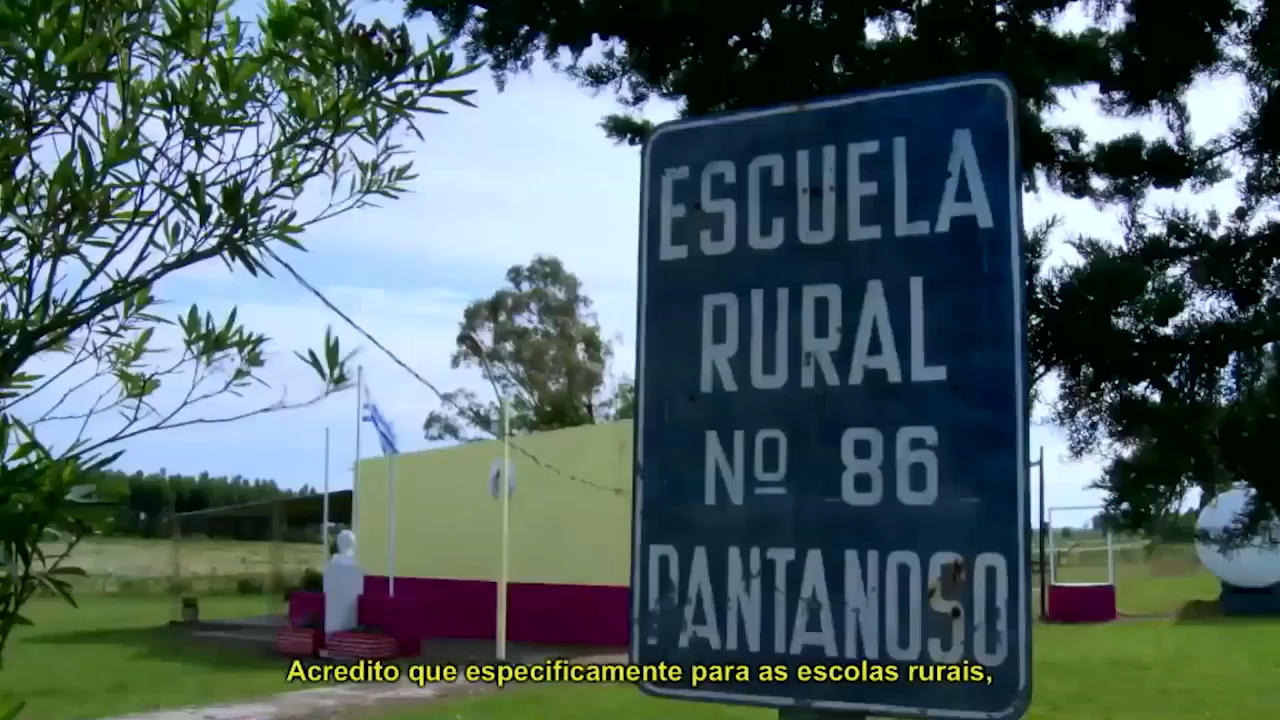 ESCUELA
RURAL
Nº 86
PANTANOSO
Acredito que especificamente para as escolas rurais,